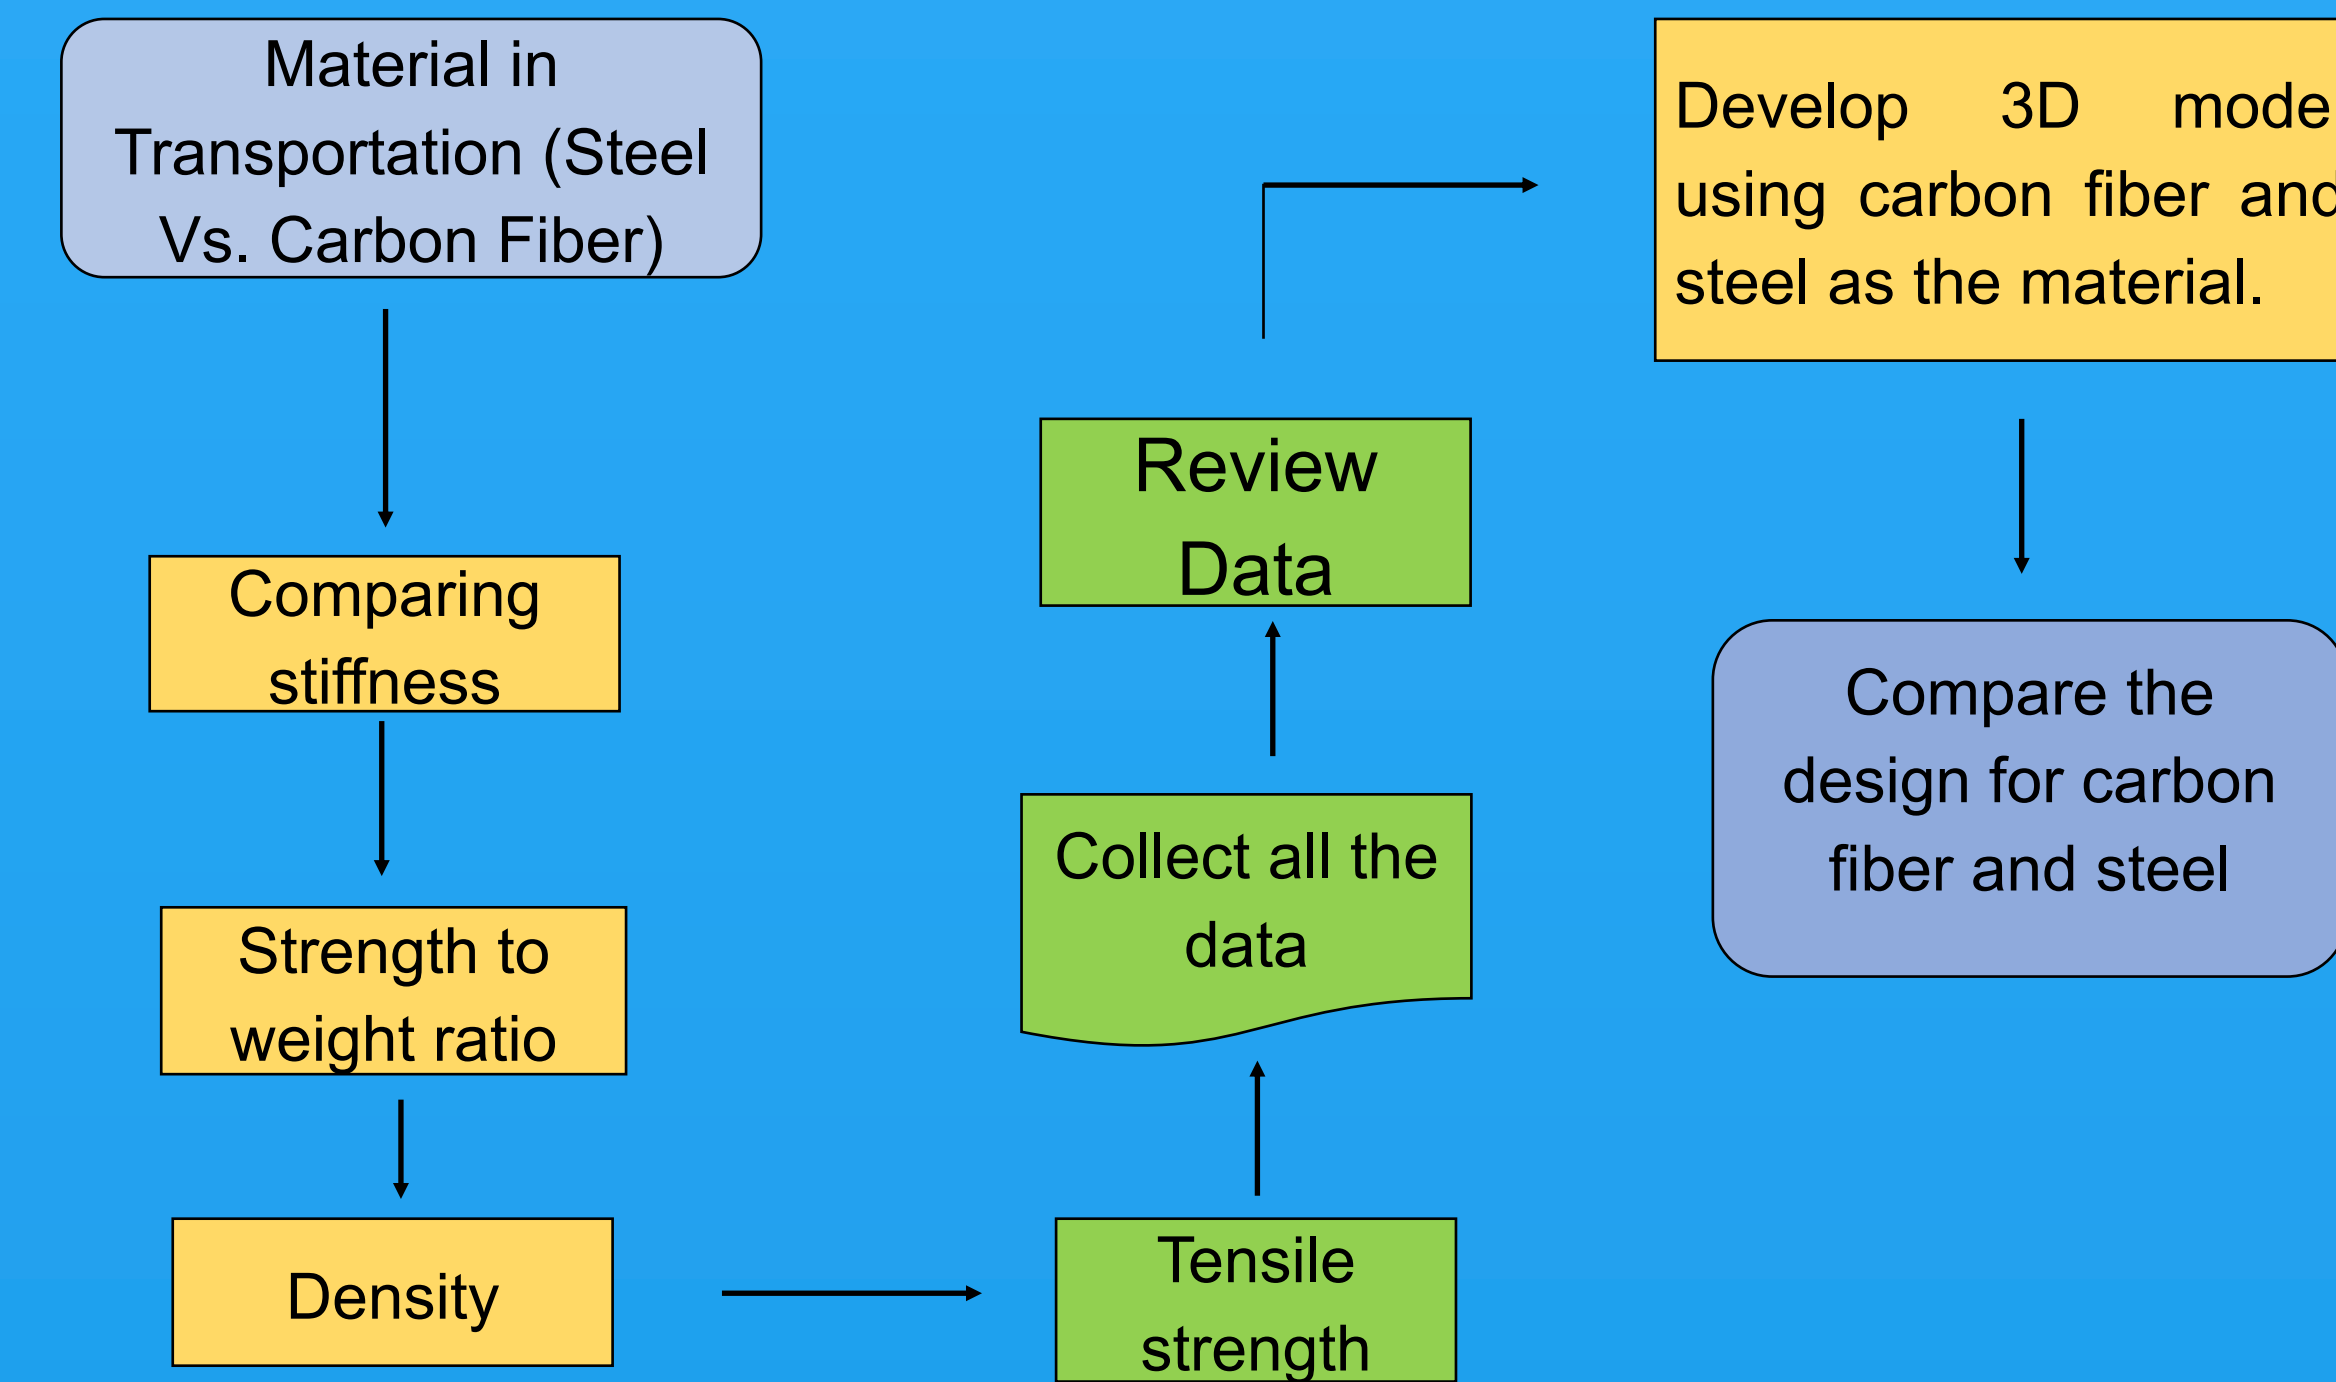 Material in
Transportation (Steel
Vs. Carbon Fiber)
Comparing
stiffness
Strength to
weight ratio
Density
Tensile
strength
Collect all the
data
Review
Data
Develop 3D mode
using carbon fiber and
steel as the material.
Compare the
design for carbon
fiber and steel